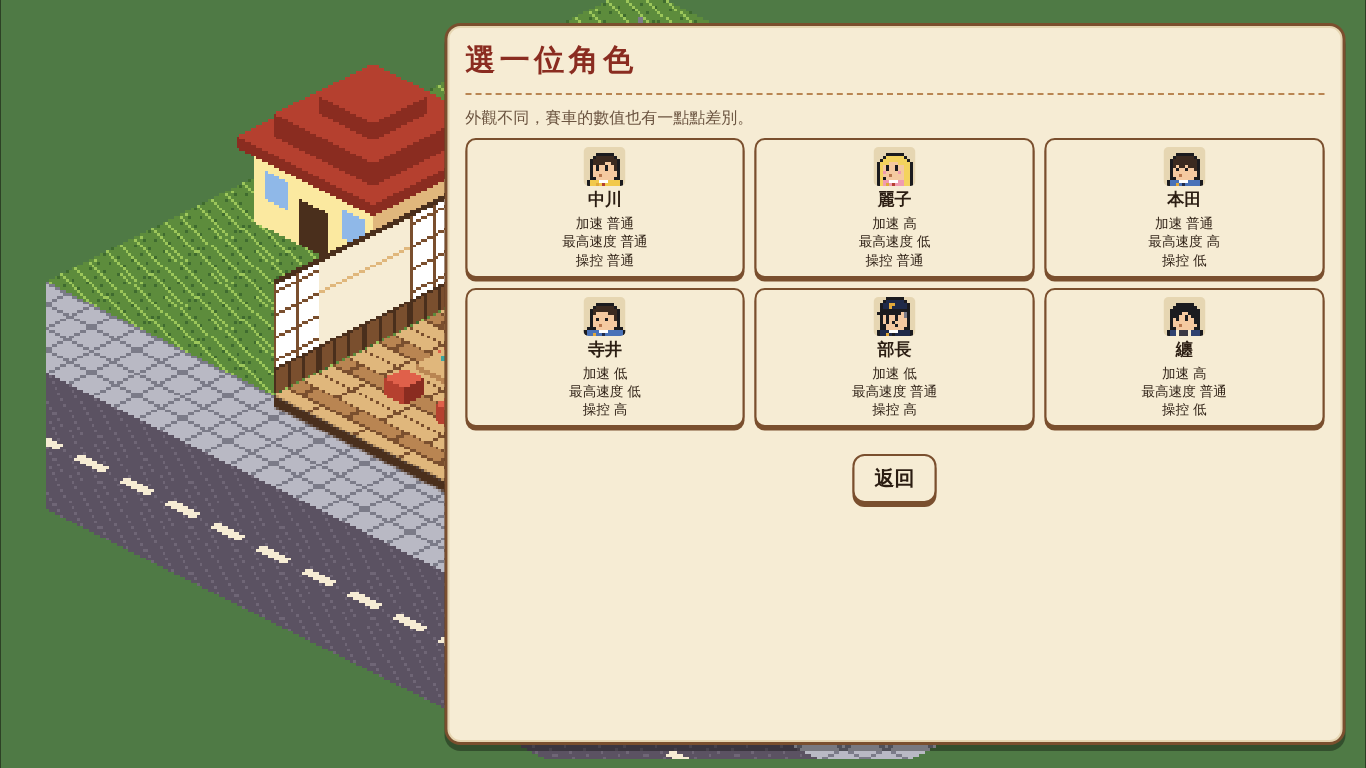 選一位角色
外觀不同，賽車的數值也有一點點差別。
中川
加速 普通
最高速度 普通
操控 普通
麗子
加速 高
最高速度 低
操控 普通
本田
加速 普通
最高速度 高
操控 低
寺井
加速 低
最高速度 低
操控 高
部長
加速 低
最高速度 普通
操控 高
纏
加速 高
最高速度 普通
操控 低
返回